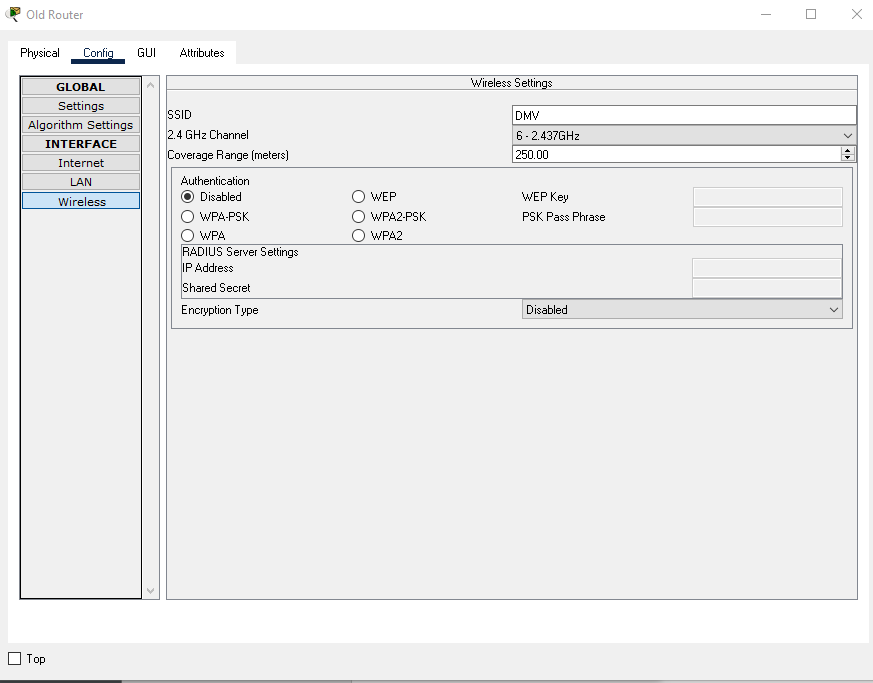 Old Router
Physical Config GUI Attributes
GLOBAL
Settings
Algorithm Settings
INTERFACE
Internet
LAN
Wireless
Wireless Settings
SSID DMV
2.4 GHz Channel 6 - 2.437GHz
Coverage Range (meters) 250.00
Authentication
Disabled WEP WEP Key
WPA-PSK WPA2-PSK PSK Pass Phrase
WPA WPA2
RADIUS Server Settings
IP Address
Shared Secret
Encryption Type Disabled
Top